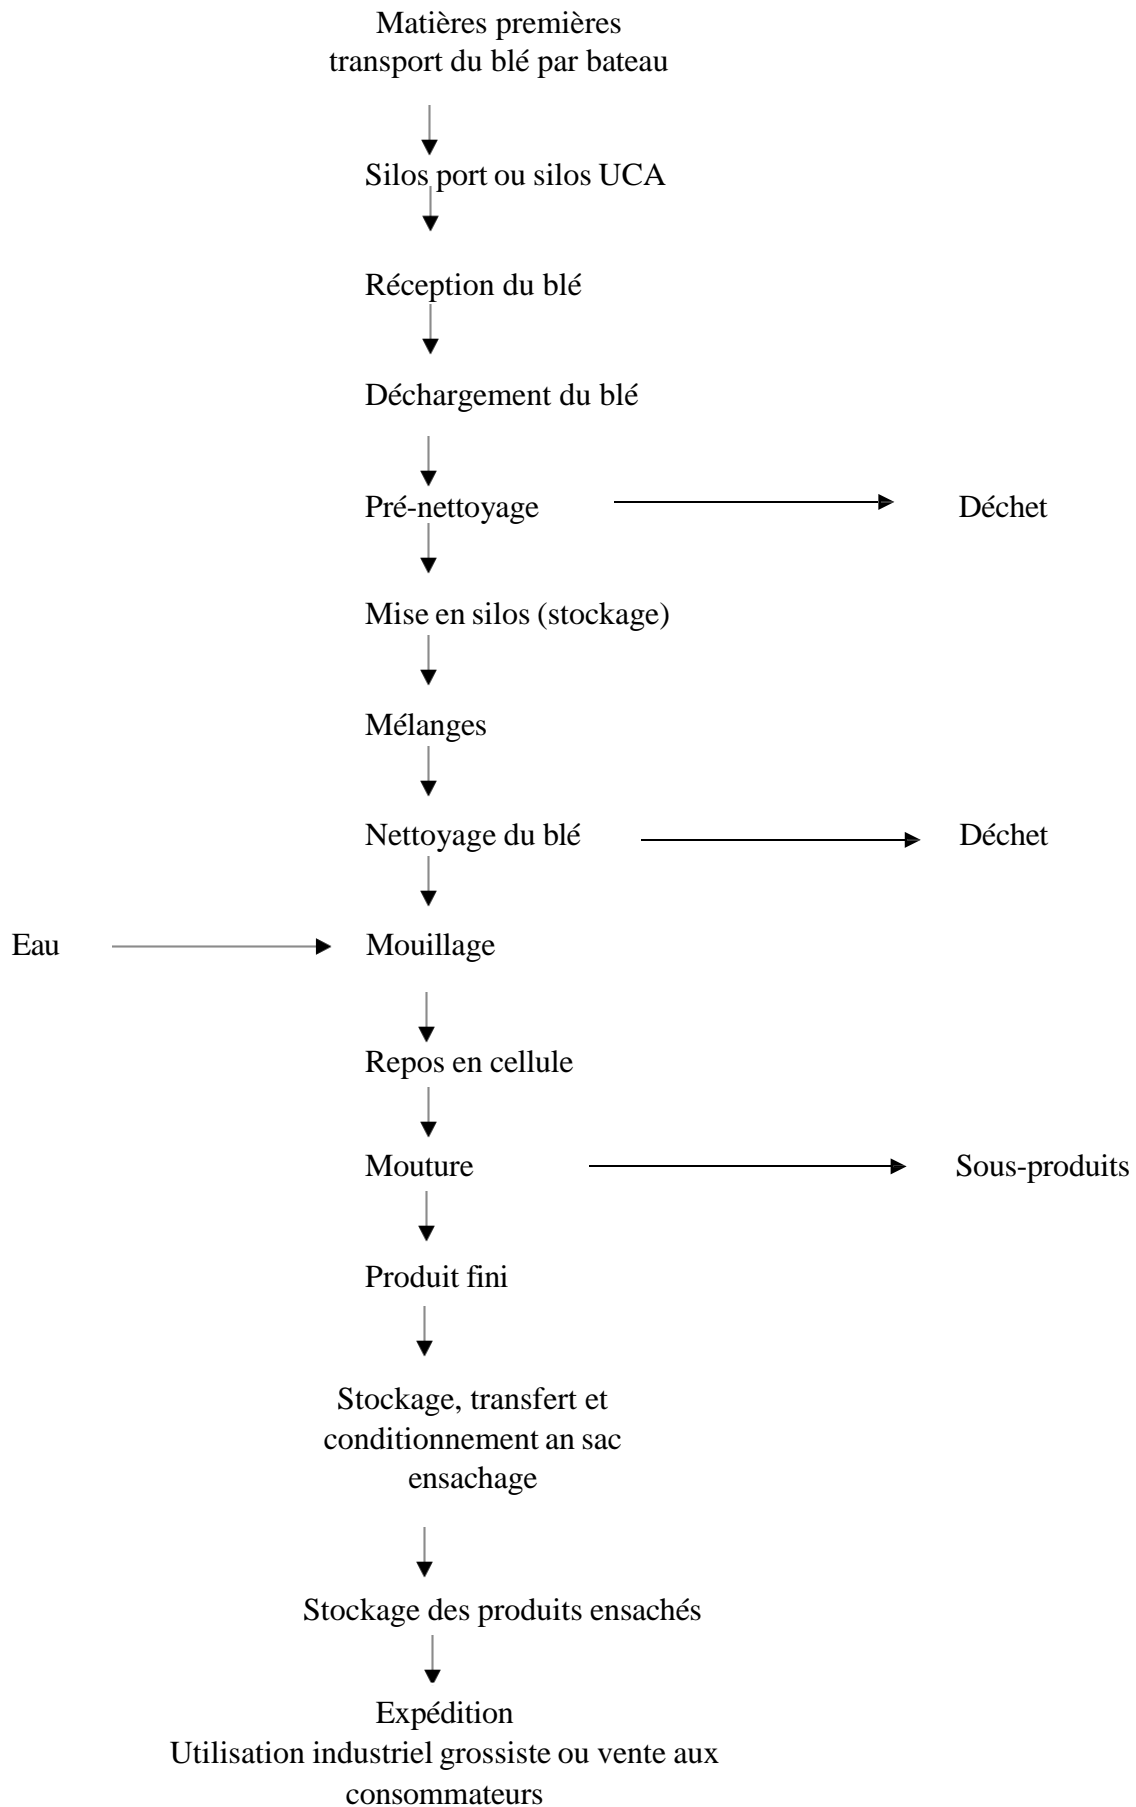 Matières premières
transport du blé par bateau
Silos port ou silos UCA
Réception du blé
Déchargement du blé
Pré-nettoyage
Déchet
Mise en silos (stockage)
Mélanges
Nettoyage du blé
Déchet
Eau
Mouillage
Repos en cellule
Mouture
Sous-produits
Produit fini
Stockage, transfert et
conditionnement an sac
ensachage
Stockage des produits ensachés
Expédition
Utilisation industriel grossiste ou vente aux
consommateurs